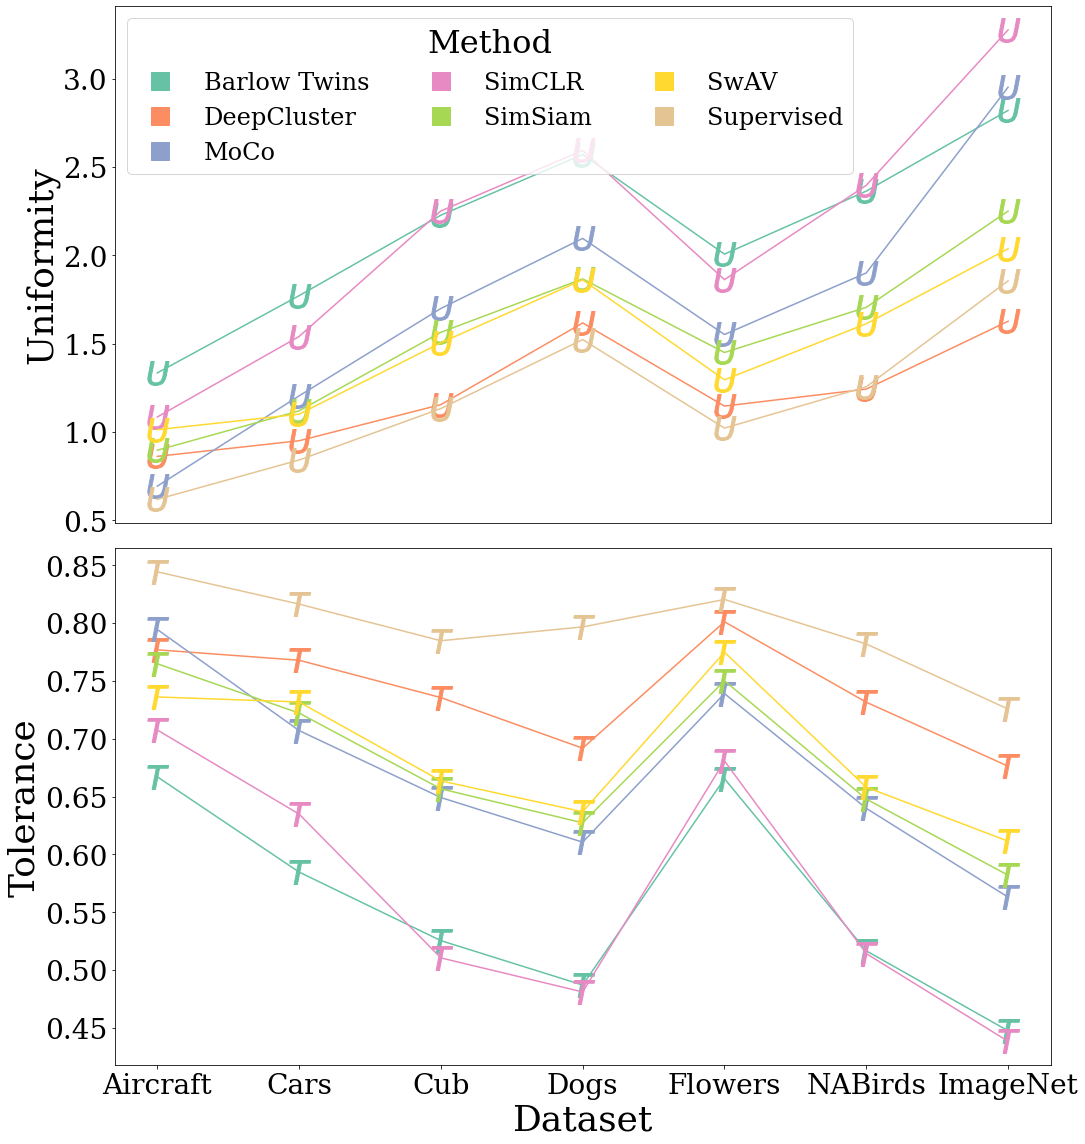 Method
Barlow Twins SimCLR SwAV
DeepCluster SimSiam Supervised
MoCo
Uniformity
3.0
2.5
2.0
1.5
1.0
0.5
U U U U U U U
U U U U U U U
U U U U U U U
U U U U U U U
U U U U U U U
U U U U U U U
U U U U U U U
Tolerance
0.85
0.80
0.75
0.70
0.65
0.60
0.55
0.50
0.45
T T T T T T T
T T T T T T T
T T T T T T T
T T T T T T T
T T T T T T T
T T T T T T T
T T T T T T T
Aircraft Cars Cub Dogs Flowers NABirds ImageNet
Dataset